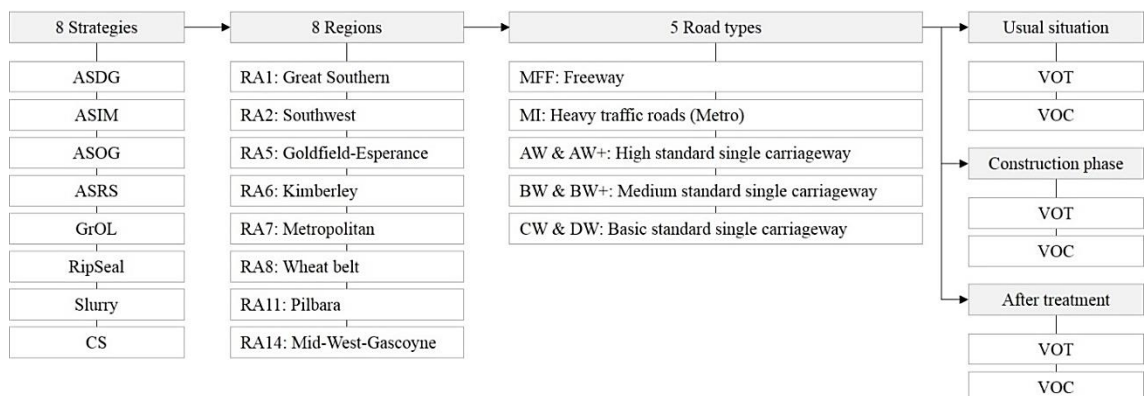 8 Strategies
ASDG
ASIM
ASOG
ASRS
GrOL
RipSeal
Slurry
CS
8 Regions
RA1: Great Southern
RA2: Southwest
RA5: Goldfield-Esperance
RA6: Kimberley
RA7: Metropolitan
RA8: Wheat belt
RA11: Pilbara
RA14: Mid-West-Gascoyne
5 Road types
MFF: Freeway
MI: Heavy traffic roads (Metro)
AW & AW+: High standard single carriageway
BW & BW+: Medium standard single carriageway
CW & DW: Basic standard single carriageway
Usual situation
VOT
VOC
Construction phase
VOT
VOC
After treatment
VOT
VOC